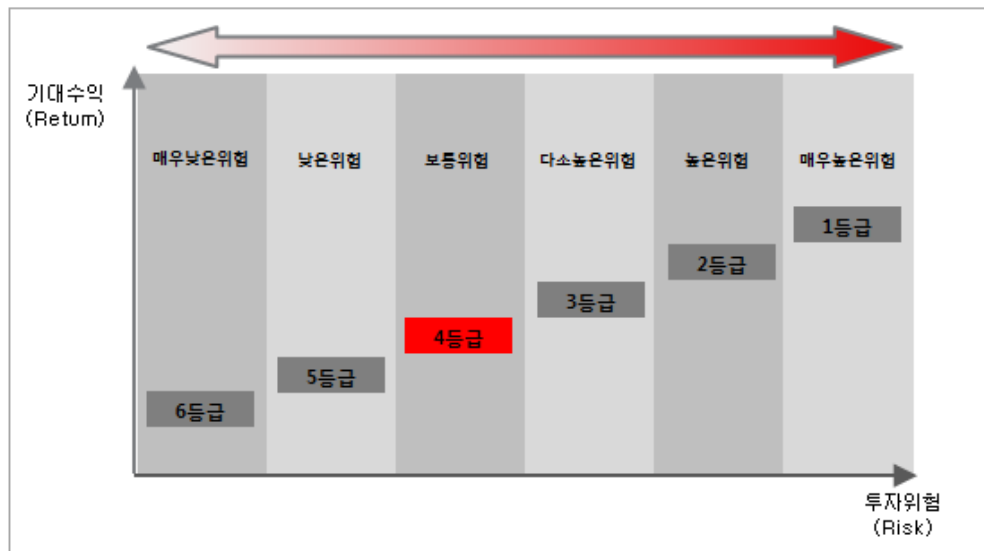 기대수익
(Return)
매우낮은위험
낮은위험
보통위험
다소높은위험
높은위험
매우높은위험
1등급
2등급
3등급
4등급
5등급
6등급
투자위험
(Risk)